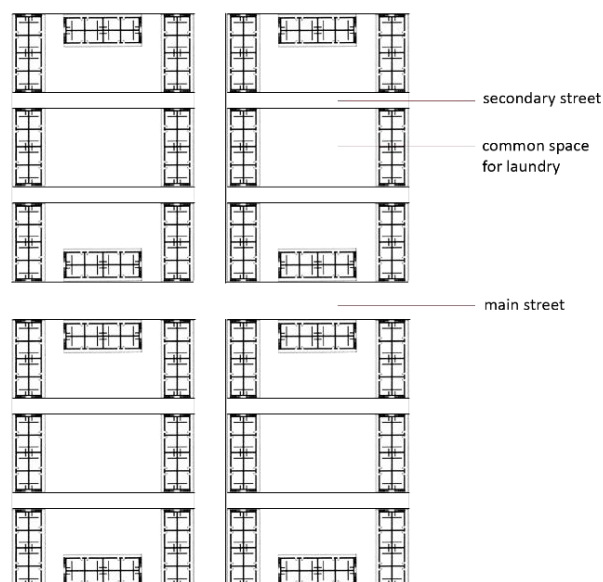 secondary street
common space
for laundry
main street